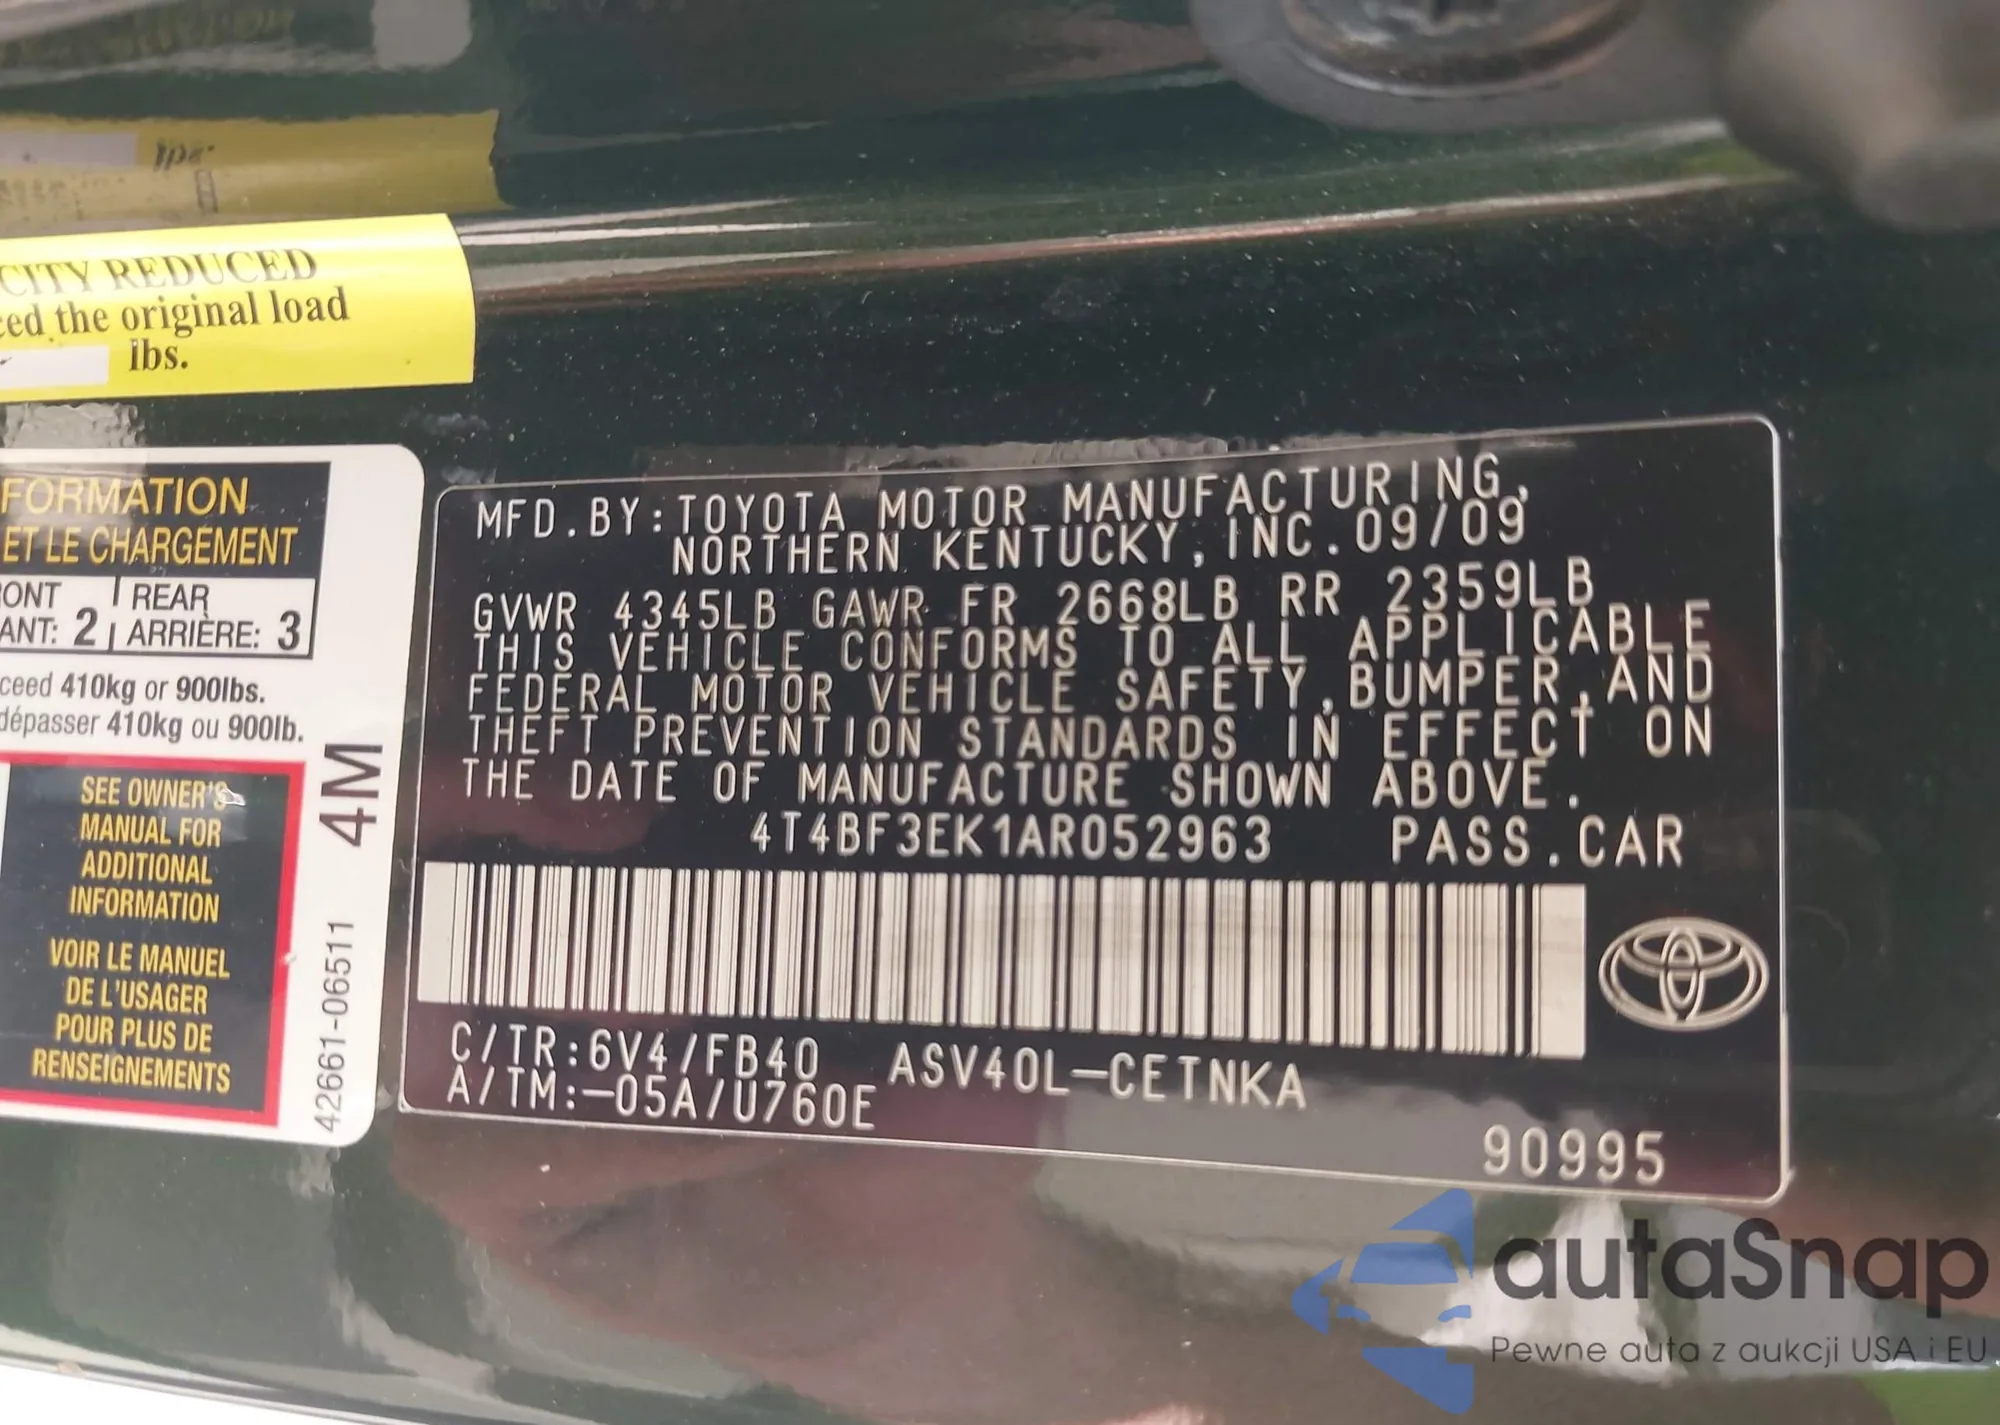 CITY REDUCED
the original load
lbs.
FORMATION
ET LE CHARGEMENT
REAR
ARRIÈRE: 3
2
410kg or 900lbs.
dépasser 410kg ou 900lb.
SEE OWNER'S
MANUAL FOR
ADDITIONAL
INFORMATION
VOIR LE MANUEL
DE L'USAGER
POUR PLUS DE
RENSEIGNEMENTS
42661-06511 4M
MFD.BY:TOYOTA MOTOR MANUFACTURING,
NORTHERN KENTUCKY,INC.09/09
GVWR 4345LB GAWR FR 2668LB RR 2359LB
THIS VEHICLE CONFORMS TO ALL APPLICABLE
FEDERAL MOTOR VEHICLE SAFETY,BUMPER,AND
THEFT PREVENTION STANDARDS IN EFFECT ON
THE DATE OF MANUFACTURE SHOWN ABOVE.
4T4BF3EK1AR052963 PASS.CAR
C/TR:6V4/FB40 ASV40L-CETNKA
A/TM:-05A/U760E
90995
autaSnap
Pewne auta z aukcji USA i EU